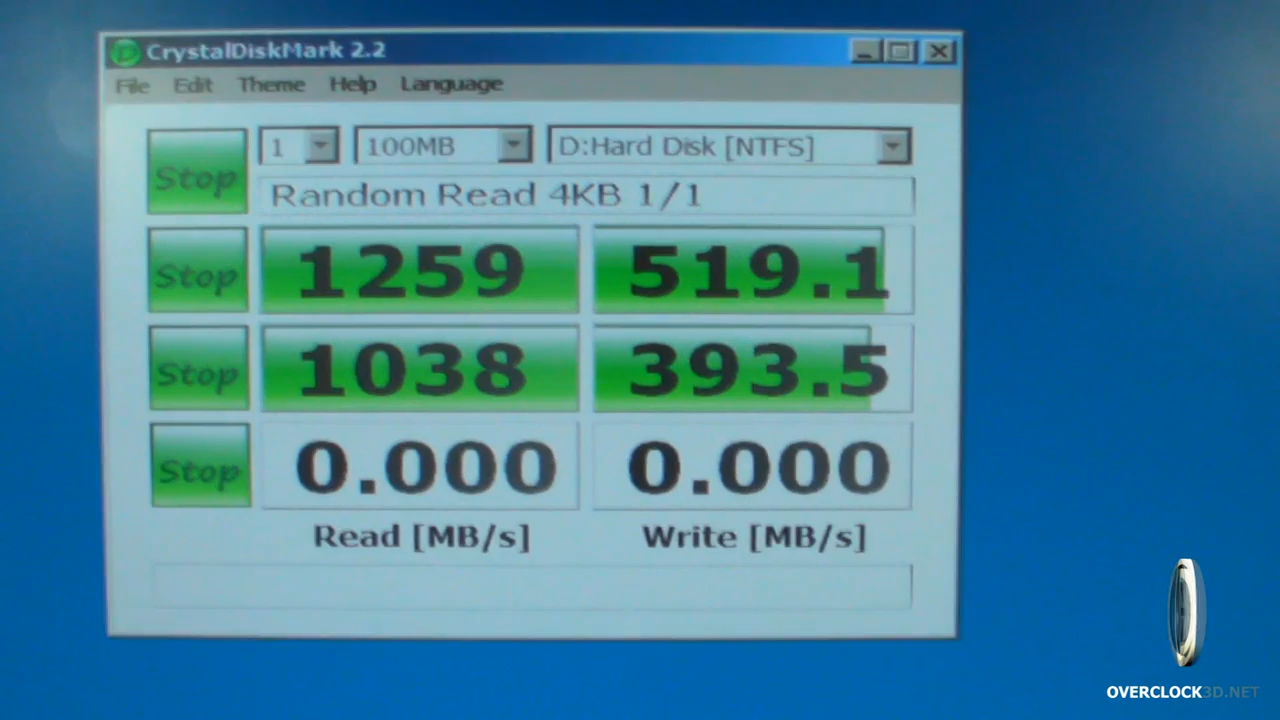 CrystalDiskMark 2.2
File Edit Theme Help Language
Stop 1 100MB D:Hard Disk [NTFS]
Random Read 4KB 1/1
Stop 1259 519.1
Stop 1038 393.5
Stop 0.000 0.000
Read [MB/s] Write [MB/s]
OVERCLOCK3D.NET